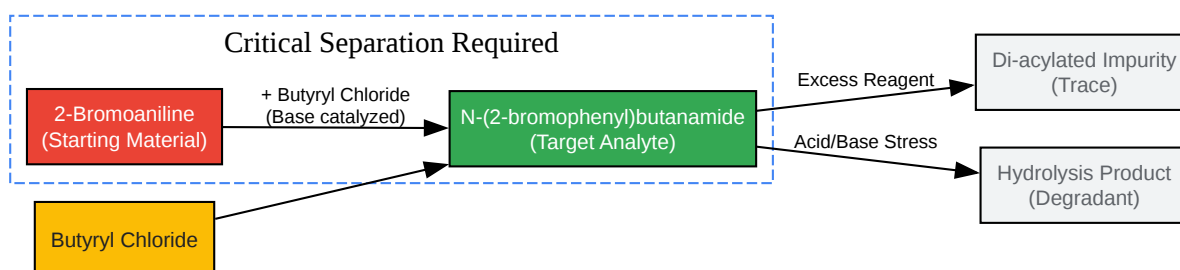 Critical Separation Required
2-Bromoaniline
(Starting Material)
+ Butyryl Chloride
(Base catalyzed)
N-(2-bromophenyl)butanamide
(Target Analyte)
Excess Reagent
Di-acylated Impurity
(Trace)
Acid/Base Stress
Hydrolysis Product
(Degradant)
Butyryl Chloride